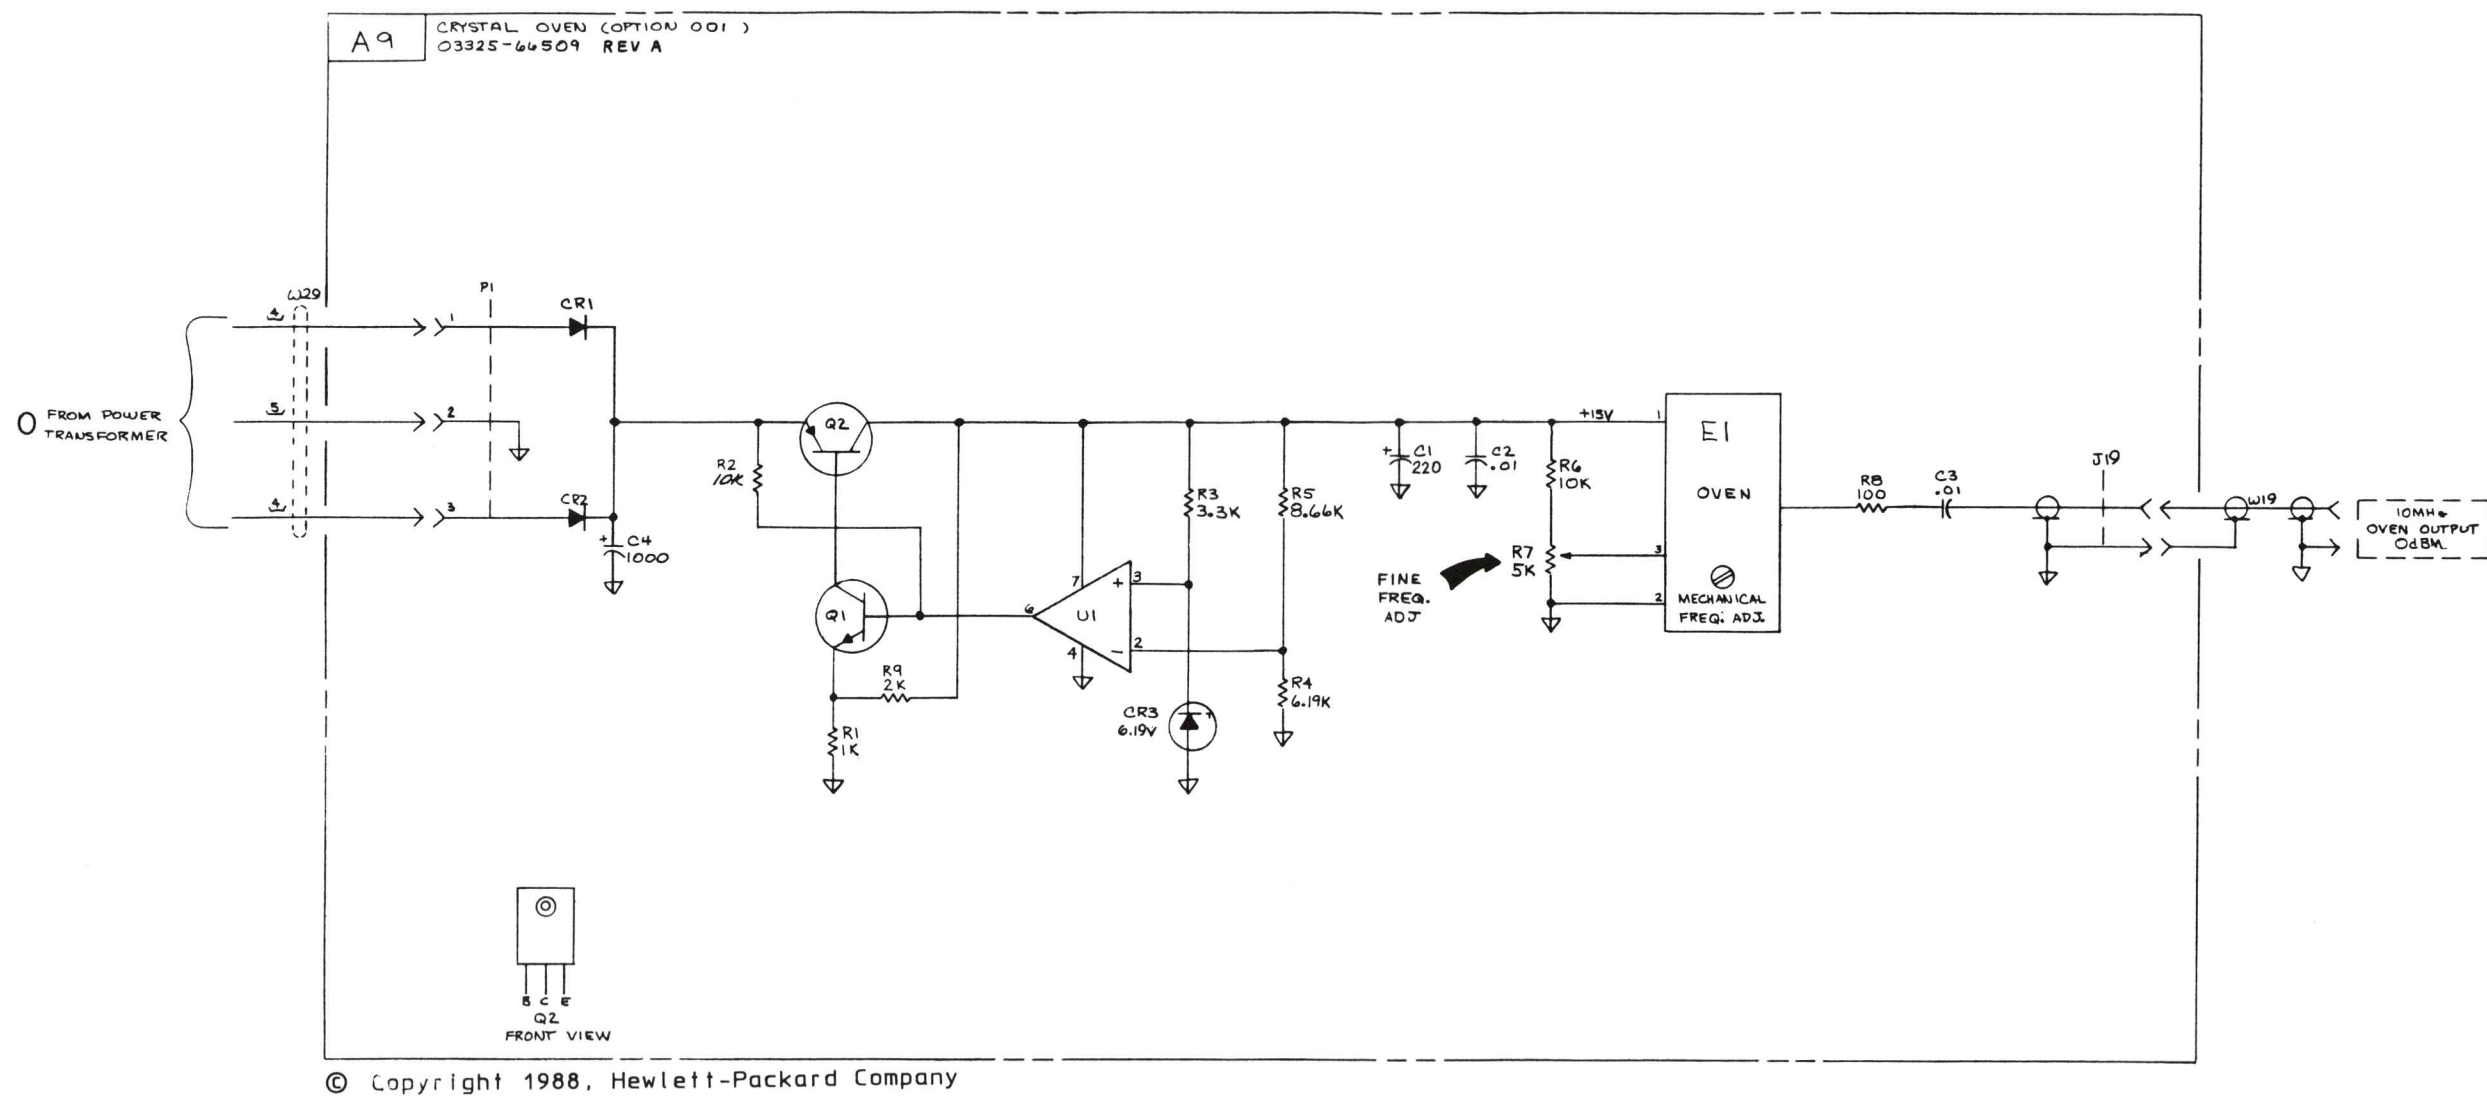 A9
CRYSTAL OVEN (OPTION 001)
03325-66509 REV A
W29
P1
4
1
CR1
FROM POWER
TRANSFORMER
5
2
4
3
CR2
+
C4
1000
R2
10K
Q2
Q1
R9
2K
R1
1K
6
U1
7
4
+ 3
- 2
R3
3.3K
R5
8.66K
CR3
6.19V
+
R4
6.19K
+
C1
220
C2
.01
R6
10K
R7
5K
FINE
FREQ.
ADJ
+15V
1
3
2
E1
OVEN
MECHANICAL
FREQ. ADJ.
R8
100
C3
.01
J19
W19
10MHz
OVEN OUTPUT
0dBM
B C E
Q2
FRONT VIEW
© Copyright 1988, Hewlett-Packard Company